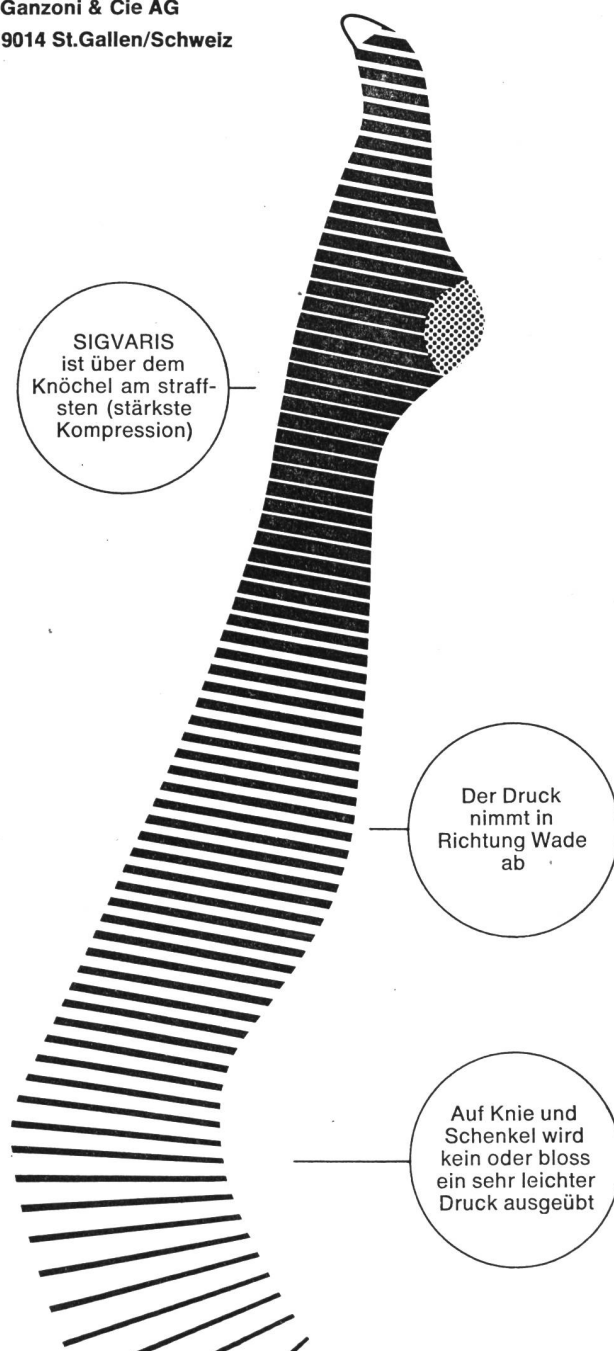 Ganzoni & Cie AG
9014 St.Gallen/Schweiz
SIGVARIS
ist über dem
Knöchel am straff-
sten (stärkste
Kompression)
Der Druck
nimmt in
Richtung Wade
ab
Auf Knie und
Schenkel wird
kein oder bloss
ein sehr leichter
Druck ausgeübt